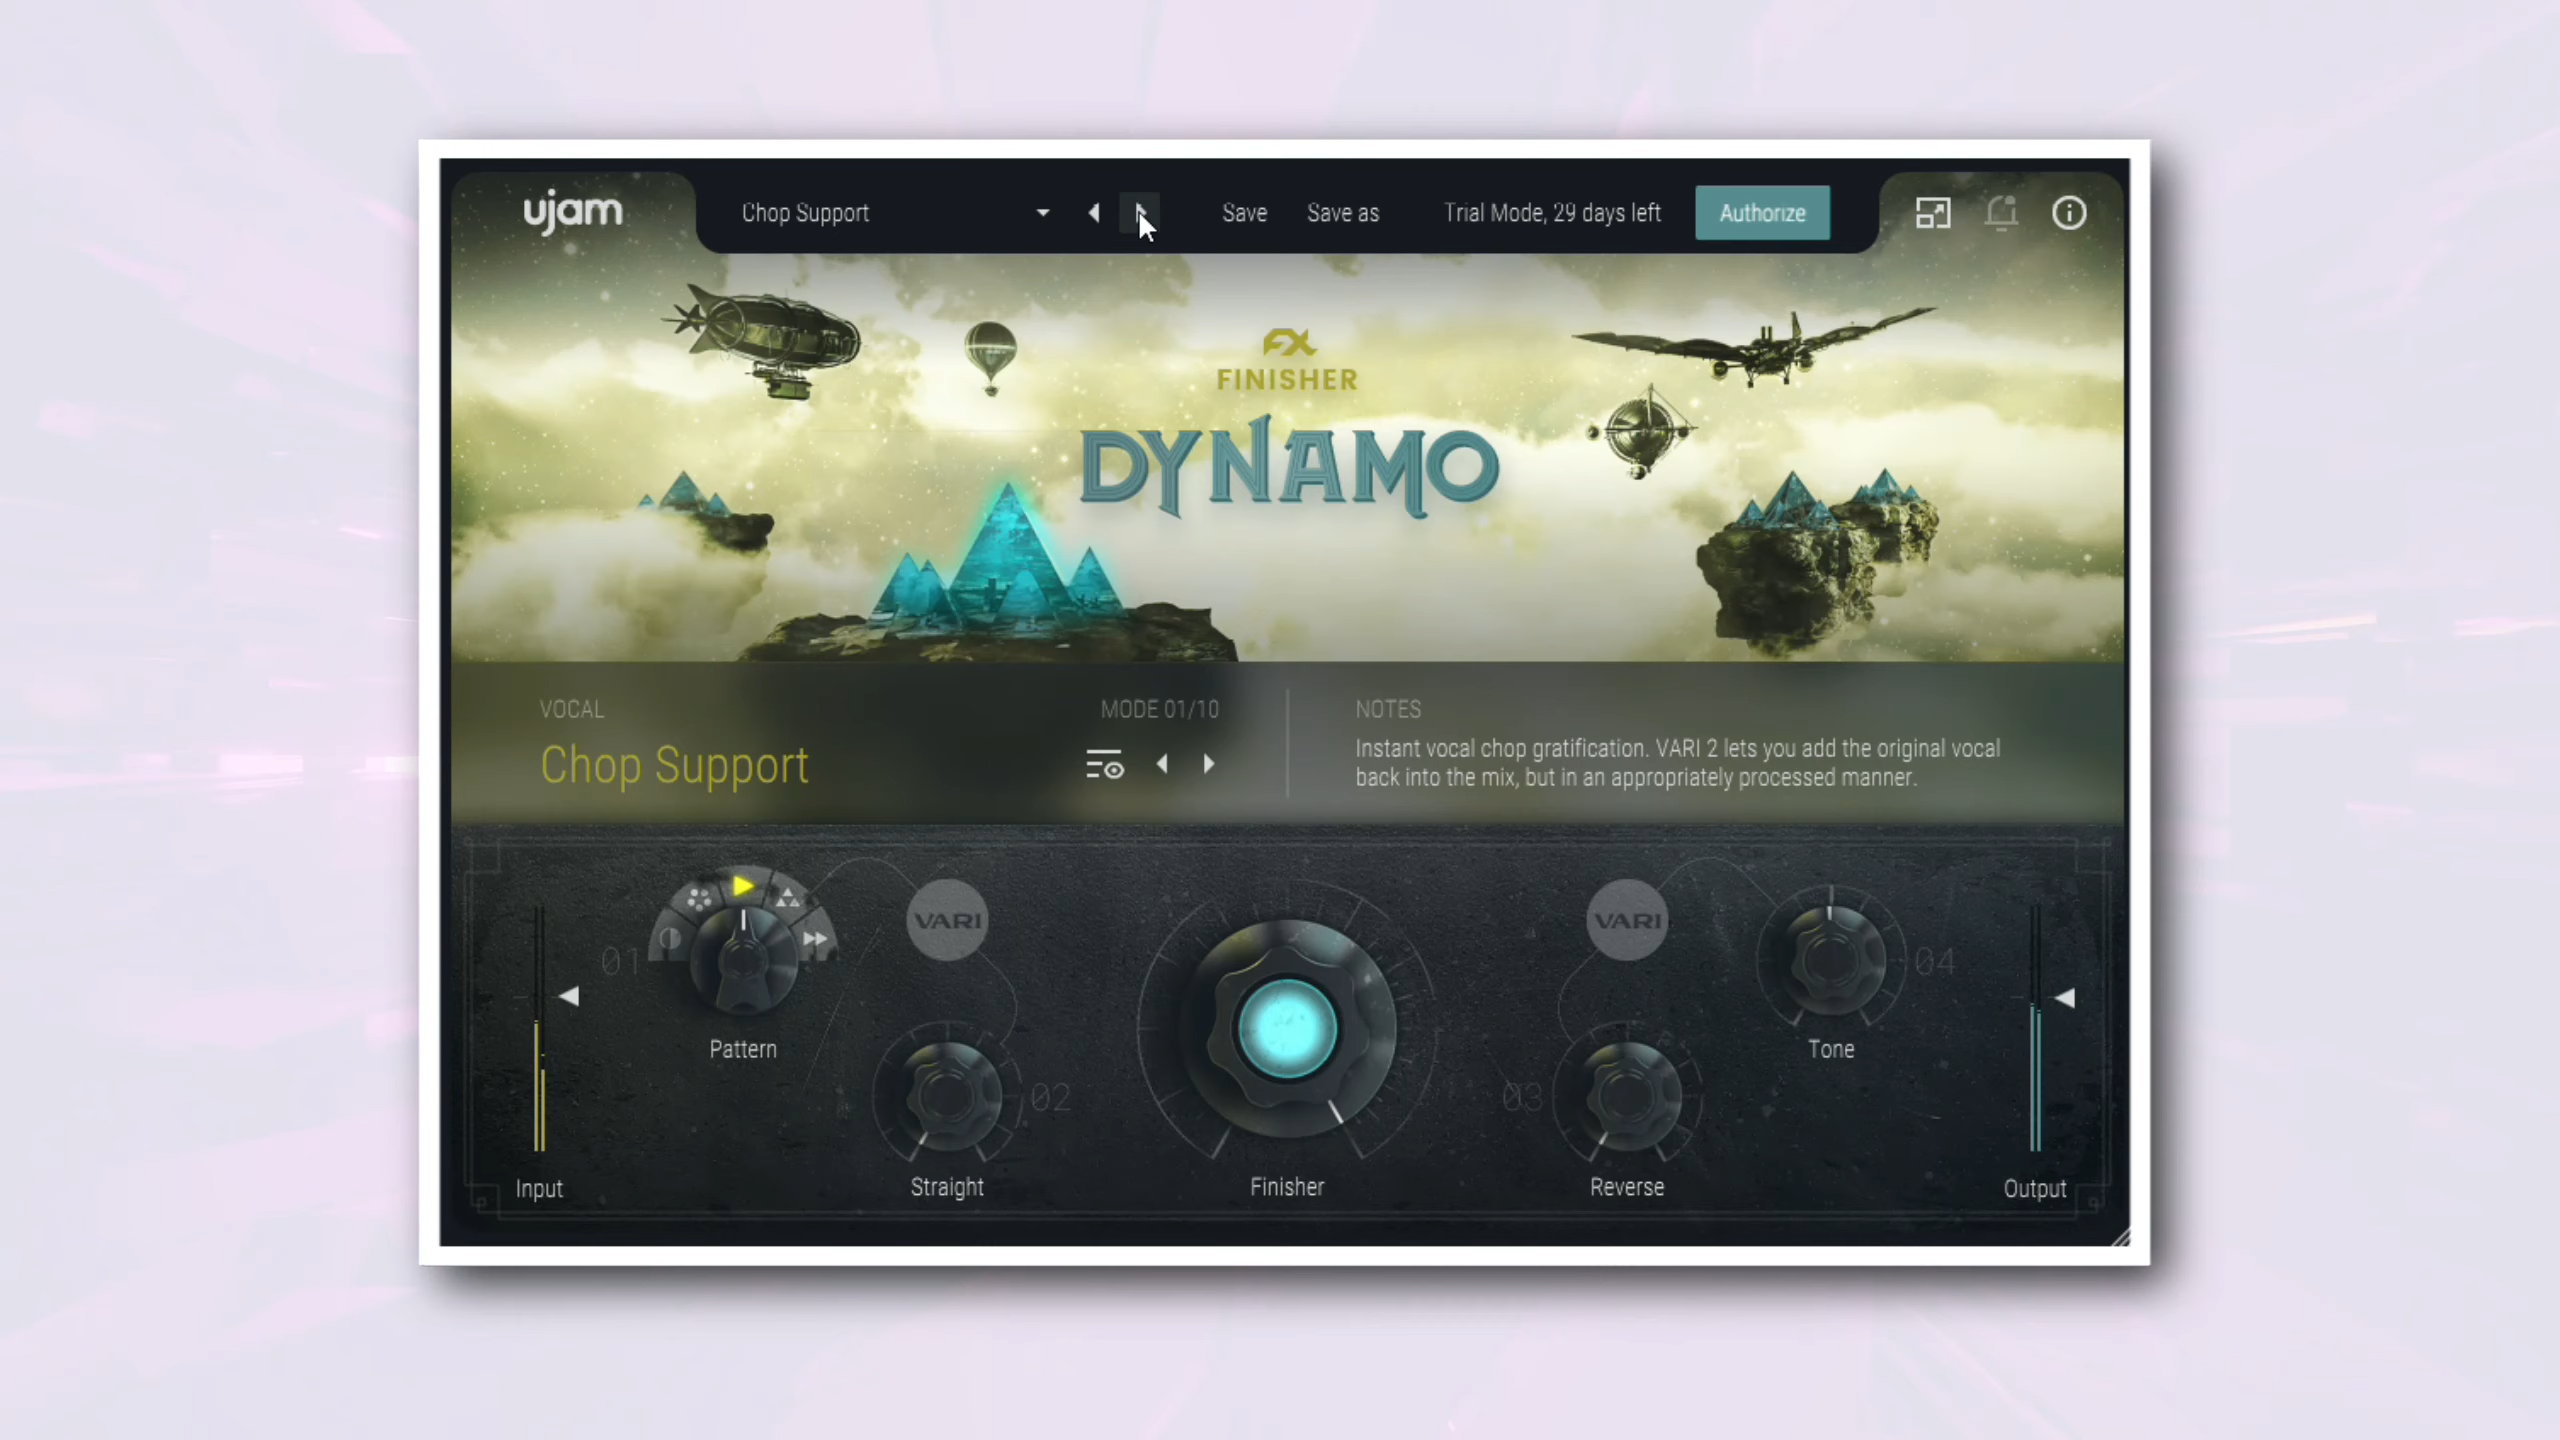 ujam
Chop Support
Save
Save as
Trial Mode, 29 days left
Authorize
FX
FINISHER
DYNAMO
VOCAL
MODE 01/10
Chop Support
NOTES
Instant vocal chop gratification. VARI 2 lets you add the original vocal
back into the mix, but in an appropriately processed manner.
VARI
VARI
01
04
Pattern
Tone
02
03
Input
Straight
Finisher
Reverse
Output